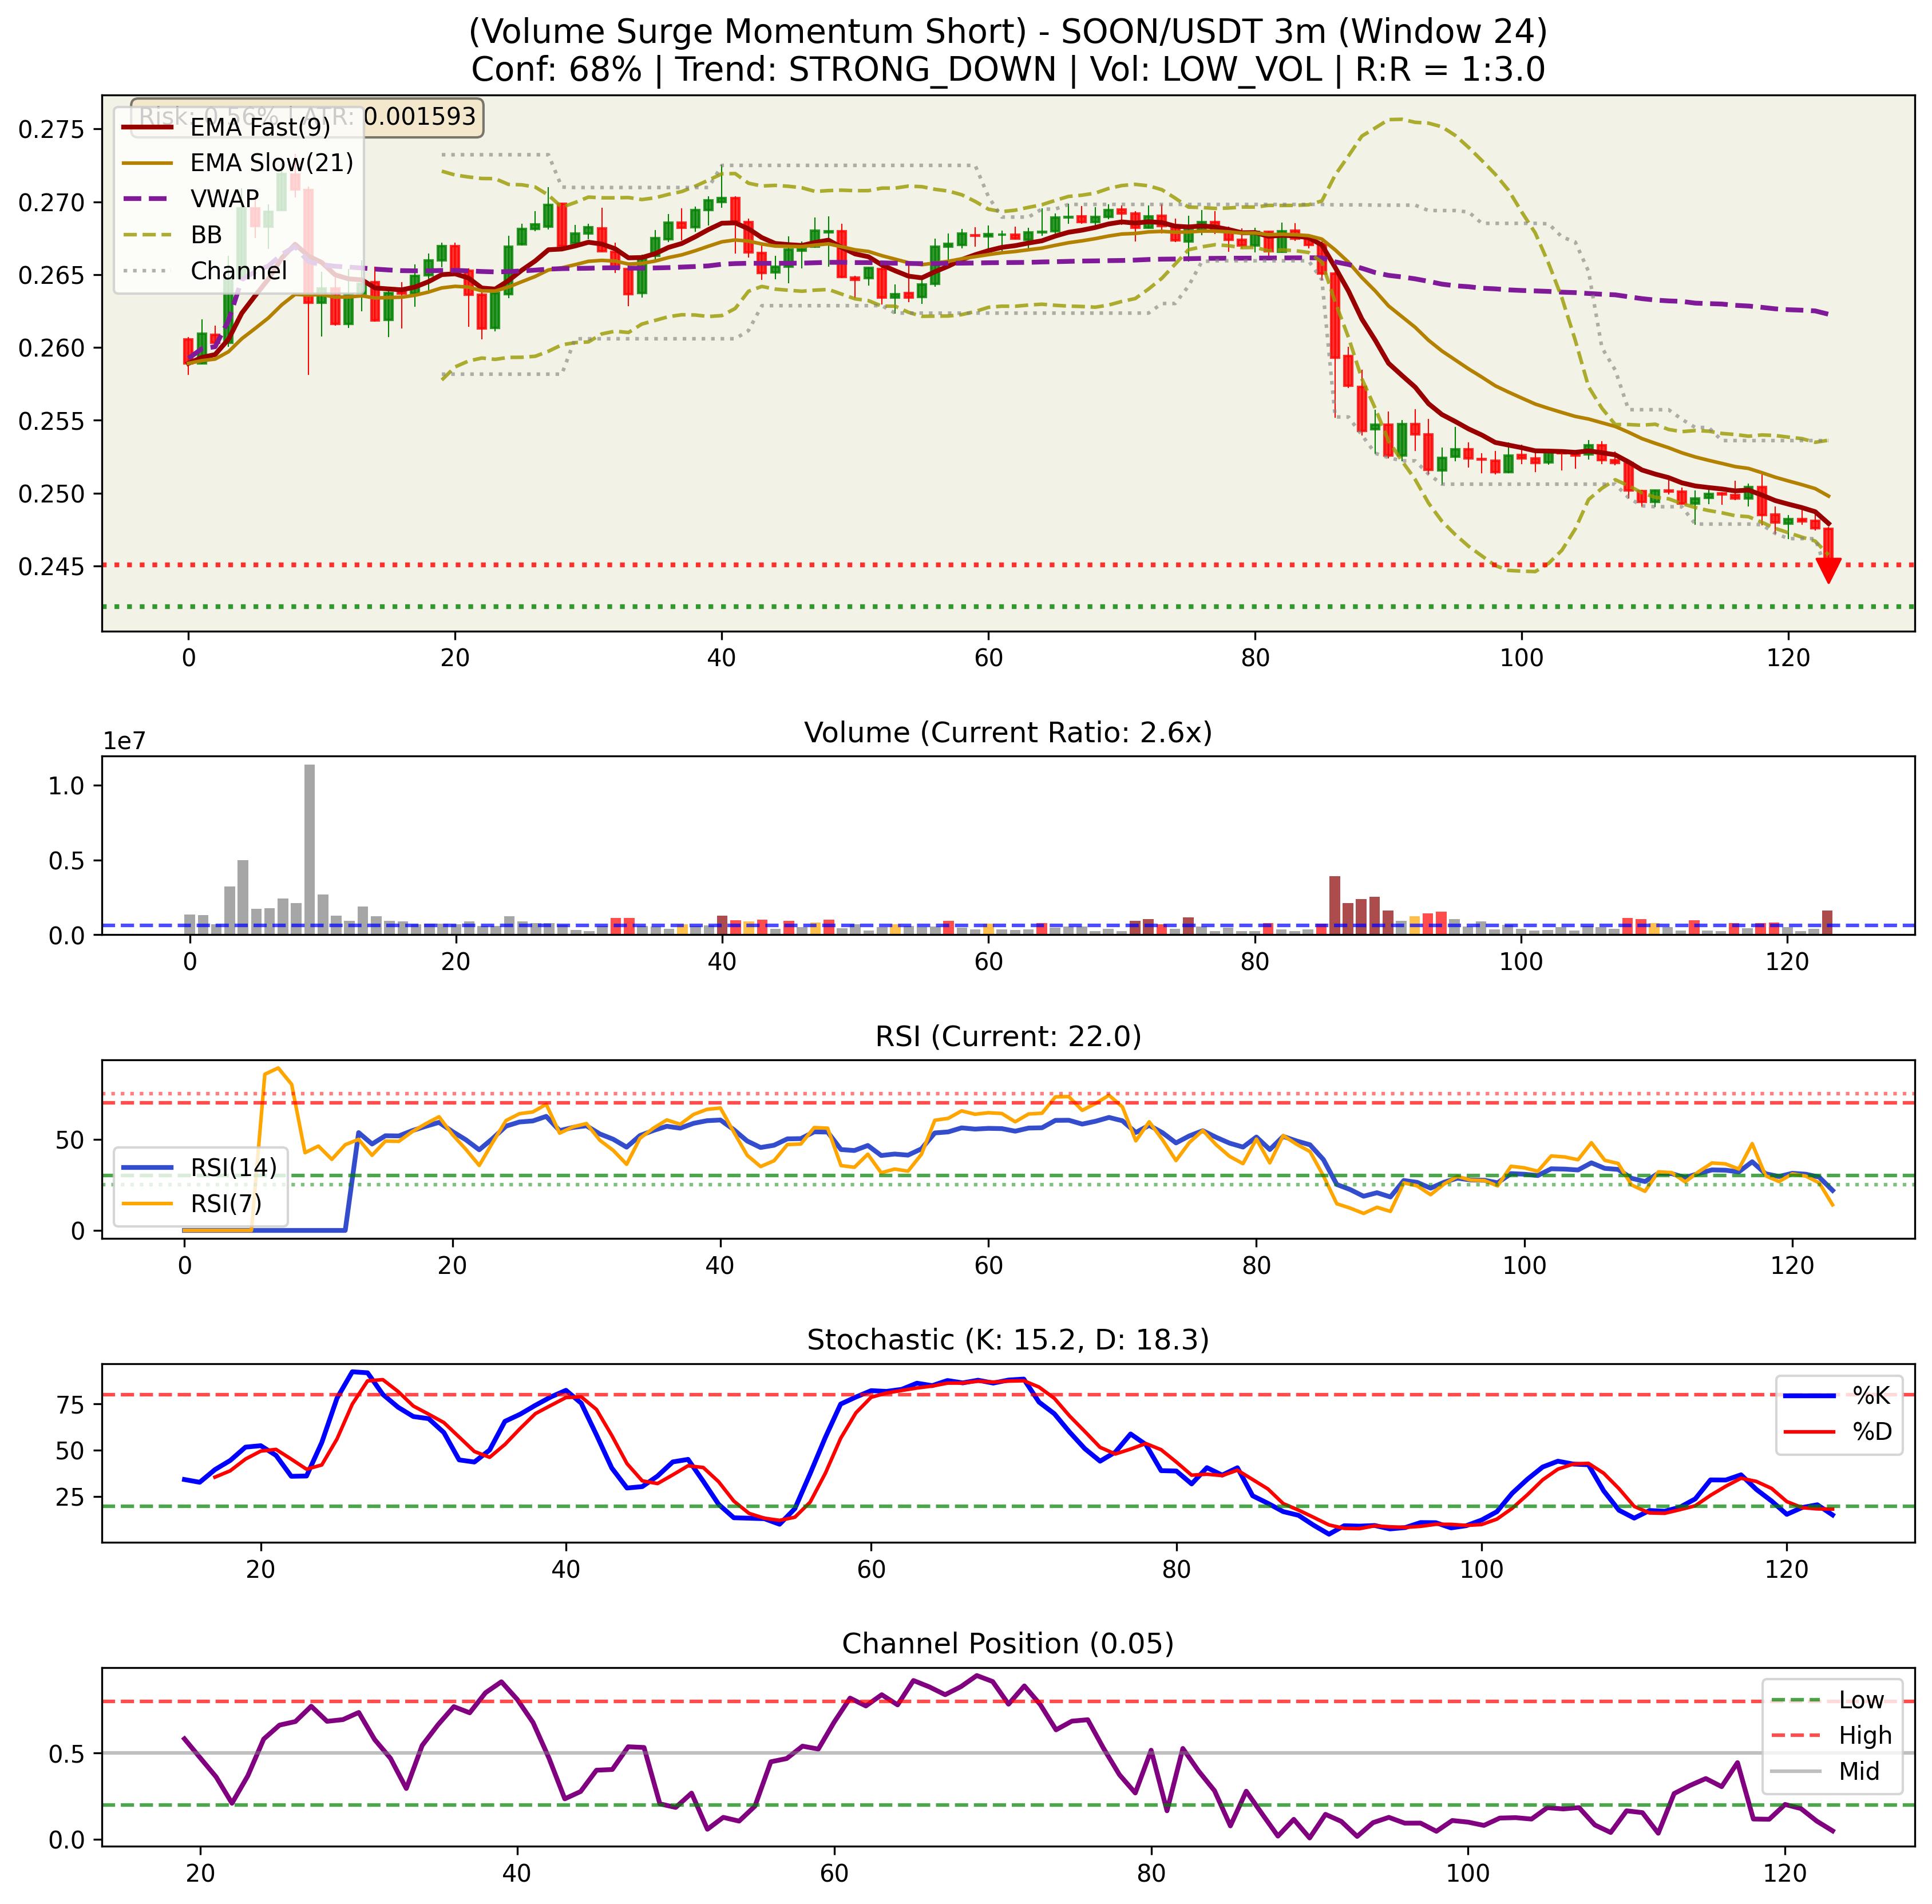 (Volume Surge Momentum Short) - SOON/USDT 3m (Window 24)
Conf: 68% | Trend: STRONG_DOWN | Vol: LOW_VOL | R:R = 1:3.0
Risk: 0.56% | ATR: 0.001593
EMA Fast(9)
EMA Slow(21)
VWAP
BB
Channel
0.275
0.270
0.265
0.260
0.255
0.250
0.245
0 20 40 60 80 100 120
Volume (Current Ratio: 2.6x)
1e7
1.0
0.5
0.0
0 20 40 60 80 100 120
RSI (Current: 22.0)
50
0
RSI(14)
RSI(7)
0 20 40 60 80 100 120
Stochastic (K: 15.2, D: 18.3)
75
50
25
%K
%D
20 40 60 80 100 120
Channel Position (0.05)
0.5
0.0
Low
High
Mid
20 40 60 80 100 120